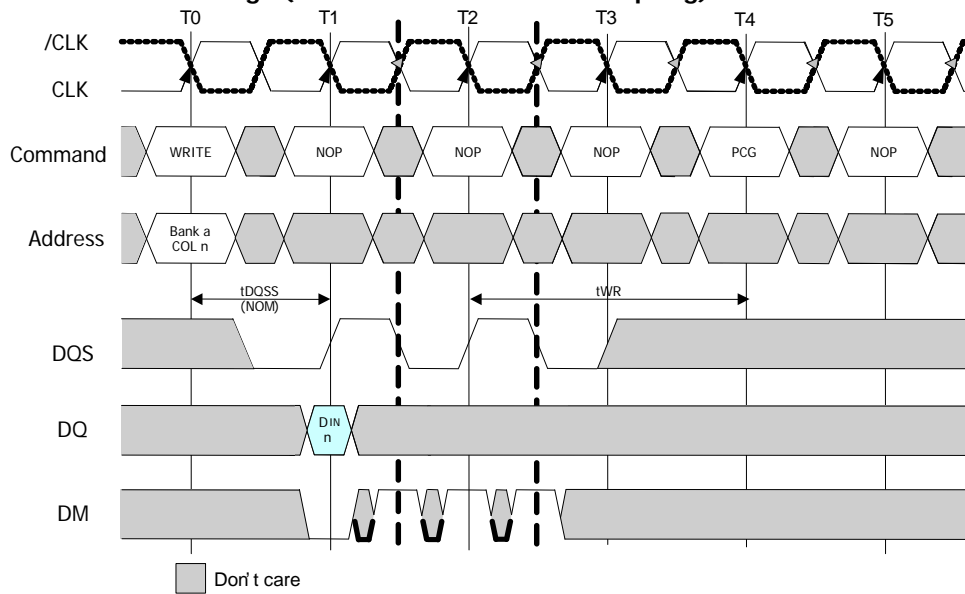 T0 T1 T2 T3 T4 T5
/CLK
CLK
Command WRITE NOP NOP NOP PCG NOP
Address Bank a
COL n
tDQSS
(NOM)
tWR
DQS
DQ DIN
n
DM
Don't care